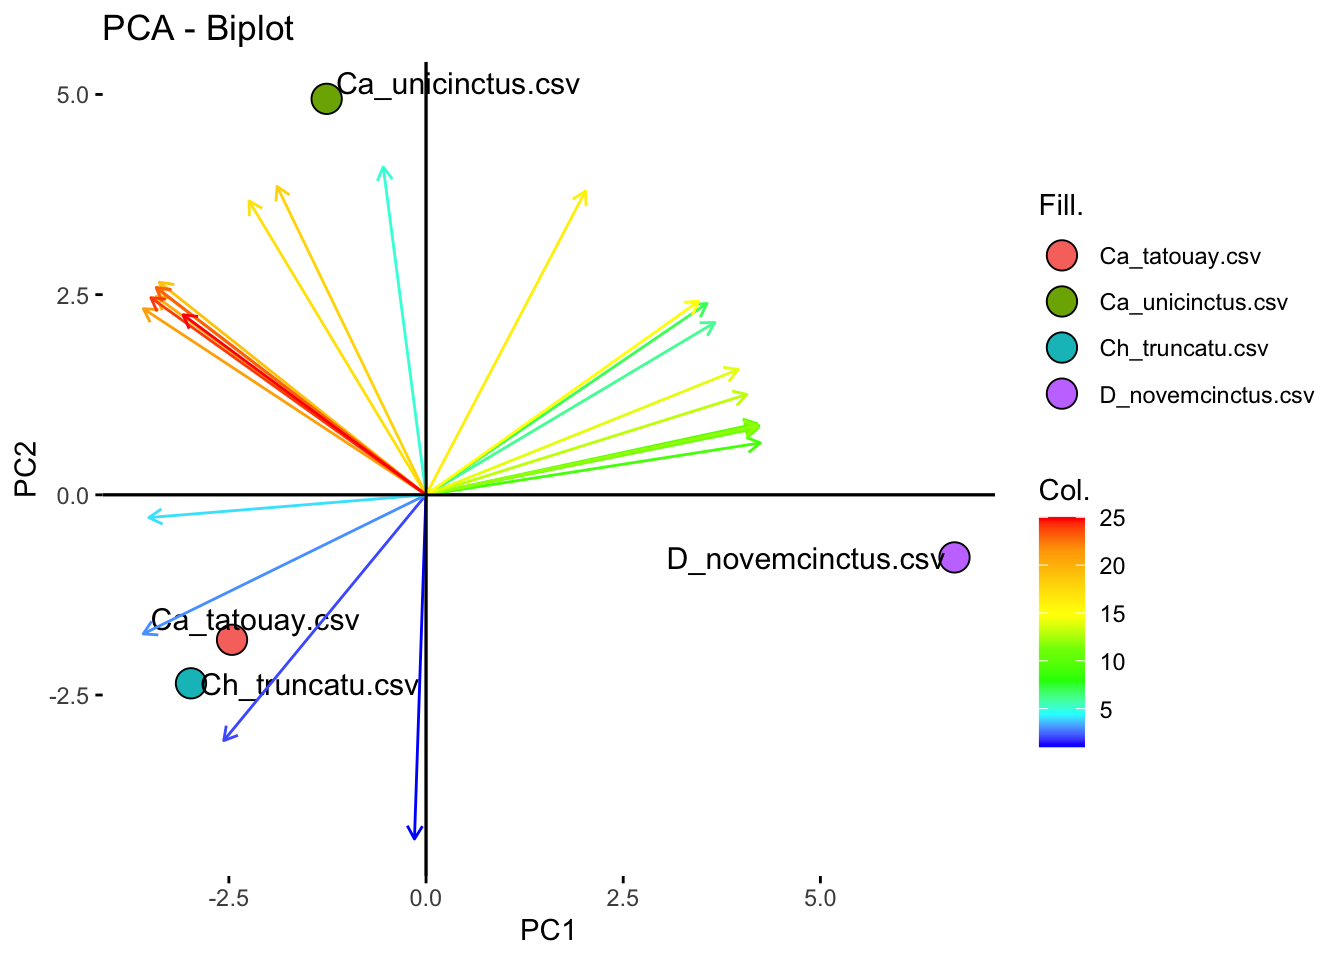 PCA - Biplot
Ca_unicinctus.csv
5.0
2.5
0.0
-2.5
PC2
D_novemcinctus.csv
Ca_tatouay.csv
Ch_truncatu.csv
-2.5
0.0
2.5
5.0
PC1
Fill.
Ca_tatouay.csv
Ca_unicinctus.csv
Ch_truncatu.csv
D_novemcinctus.csv
Col.
25
20
15
10
5